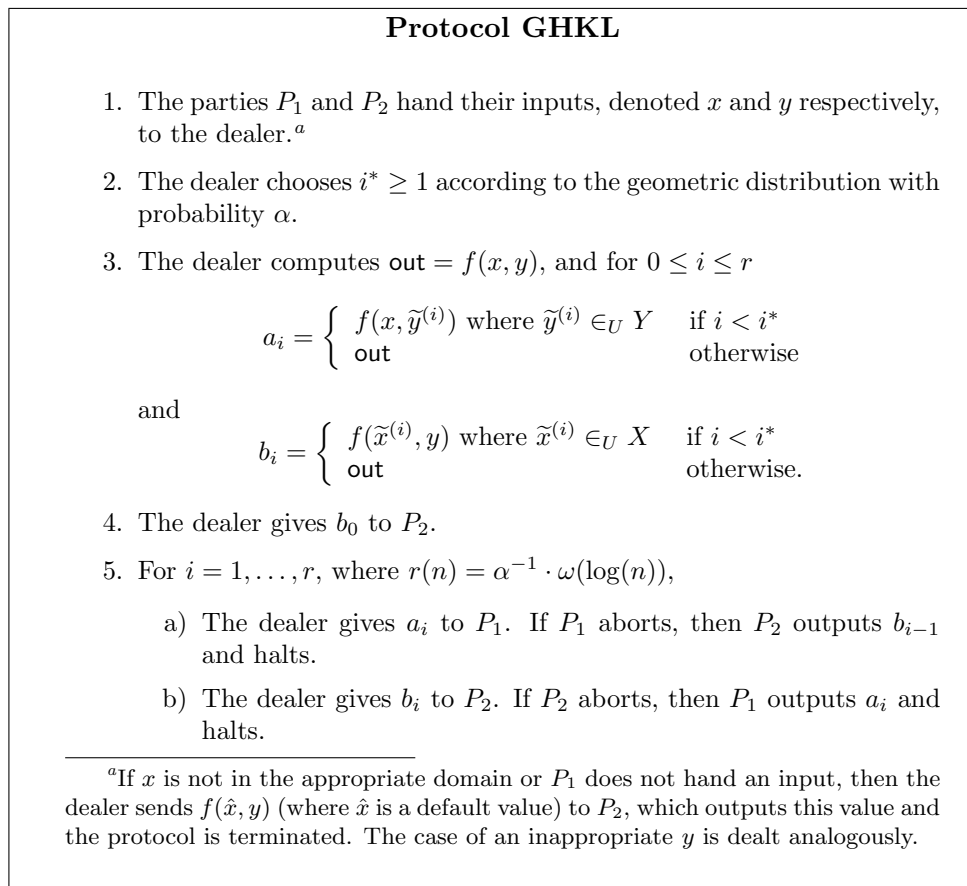 Protocol GHKL
1. The parties P₁ and P₂ hand their inputs, denoted x and y respectively,
to the dealer.ᵃ
2. The dealer chooses i* ≥ 1 according to the geometric distribution with
probability α.
3. The dealer computes out = f(x, y), and for 0 ≤ i ≤ r
aᵢ = { f(x, ỹ⁽ⁱ⁾) where ỹ⁽ⁱ⁾ ∈_U Y if i < i*
out otherwise
and
bᵢ = { f(x̃⁽ⁱ⁾, y) where x̃⁽ⁱ⁾ ∈_U X if i < i*
out otherwise.
4. The dealer gives b₀ to P₂.
5. For i = 1, . . . , r, where r(n) = α⁻¹ · ω(log(n)),
a) The dealer gives aᵢ to P₁. If P₁ aborts, then P₂ outputs bᵢ₋₁
and halts.
b) The dealer gives bᵢ to P₂. If P₂ aborts, then P₁ outputs aᵢ and
halts.
ᵃIf x is not in the appropriate domain or P₁ does not hand an input, then the
dealer sends f(x̂, y) (where x̂ is a default value) to P₂, which outputs this value and
the protocol is terminated. The case of an inappropriate y is dealt analogously.